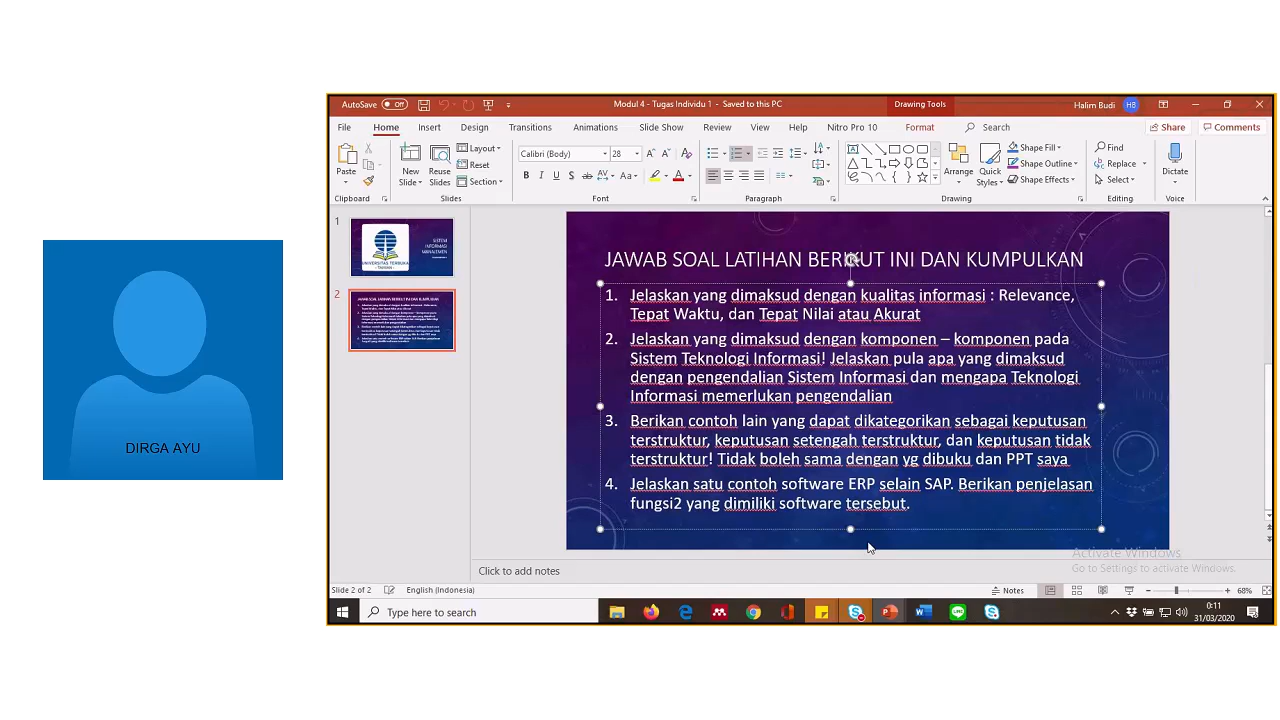 AutoSave Off
Modul 4 - Tugas Individu 1 - Saved to this PC
Drawing Tools
Halim Budi HB
File Home Insert Design Transitions Animations Slide Show Review View Help Nitro Pro 10 Format Search Share Comments
Paste
New Slide
Reuse Slides
Layout
Reset
Section
Calibri (Body) 28
Arrange
Quick Styles
Shape Fill
Shape Outline
Shape Effects
Find
Replace
Select
Dictate
Clipboard Slides Font Paragraph Drawing Editing Voice
1
UNIVERSITAS TERBUKA
SISTEM
INFORMASI
MANAJEMEN
2
JAWAB SOAL LATIHAN BERIKUT INI DAN KUMPULKAN
1. Jelaskan yang dimaksud dengan kualitas informasi : Relevance,
Tepat Waktu, dan Tepat Nilai atau Akurat
2. Jelaskan yang dimaksud dengan komponen – komponen pada
Sistem Teknologi Informasi! Jelaskan pula apa yang dimaksud
dengan pengendalian Sistem Informasi dan mengapa Teknologi
Informasi memerlukan pengendalian
3. Berikan contoh lain yang dapat dikategorikan sebagai keputusan
terstruktur, keputusan setengah terstruktur, dan keputusan tidak
terstruktur! Tidak boleh sama dengan yg dibuku dan PPT saya
4. Jelaskan satu contoh software ERP selain SAP. Berikan penjelasan
fungsi2 yang dimiliki software tersebut.
DIRGA AYU
Activate Windows
Go to Settings to activate Windows.
Click to add notes
Slide 2 of 2 English (Indonesia) Notes 68%
Type here to search
0:11
31/03/2020